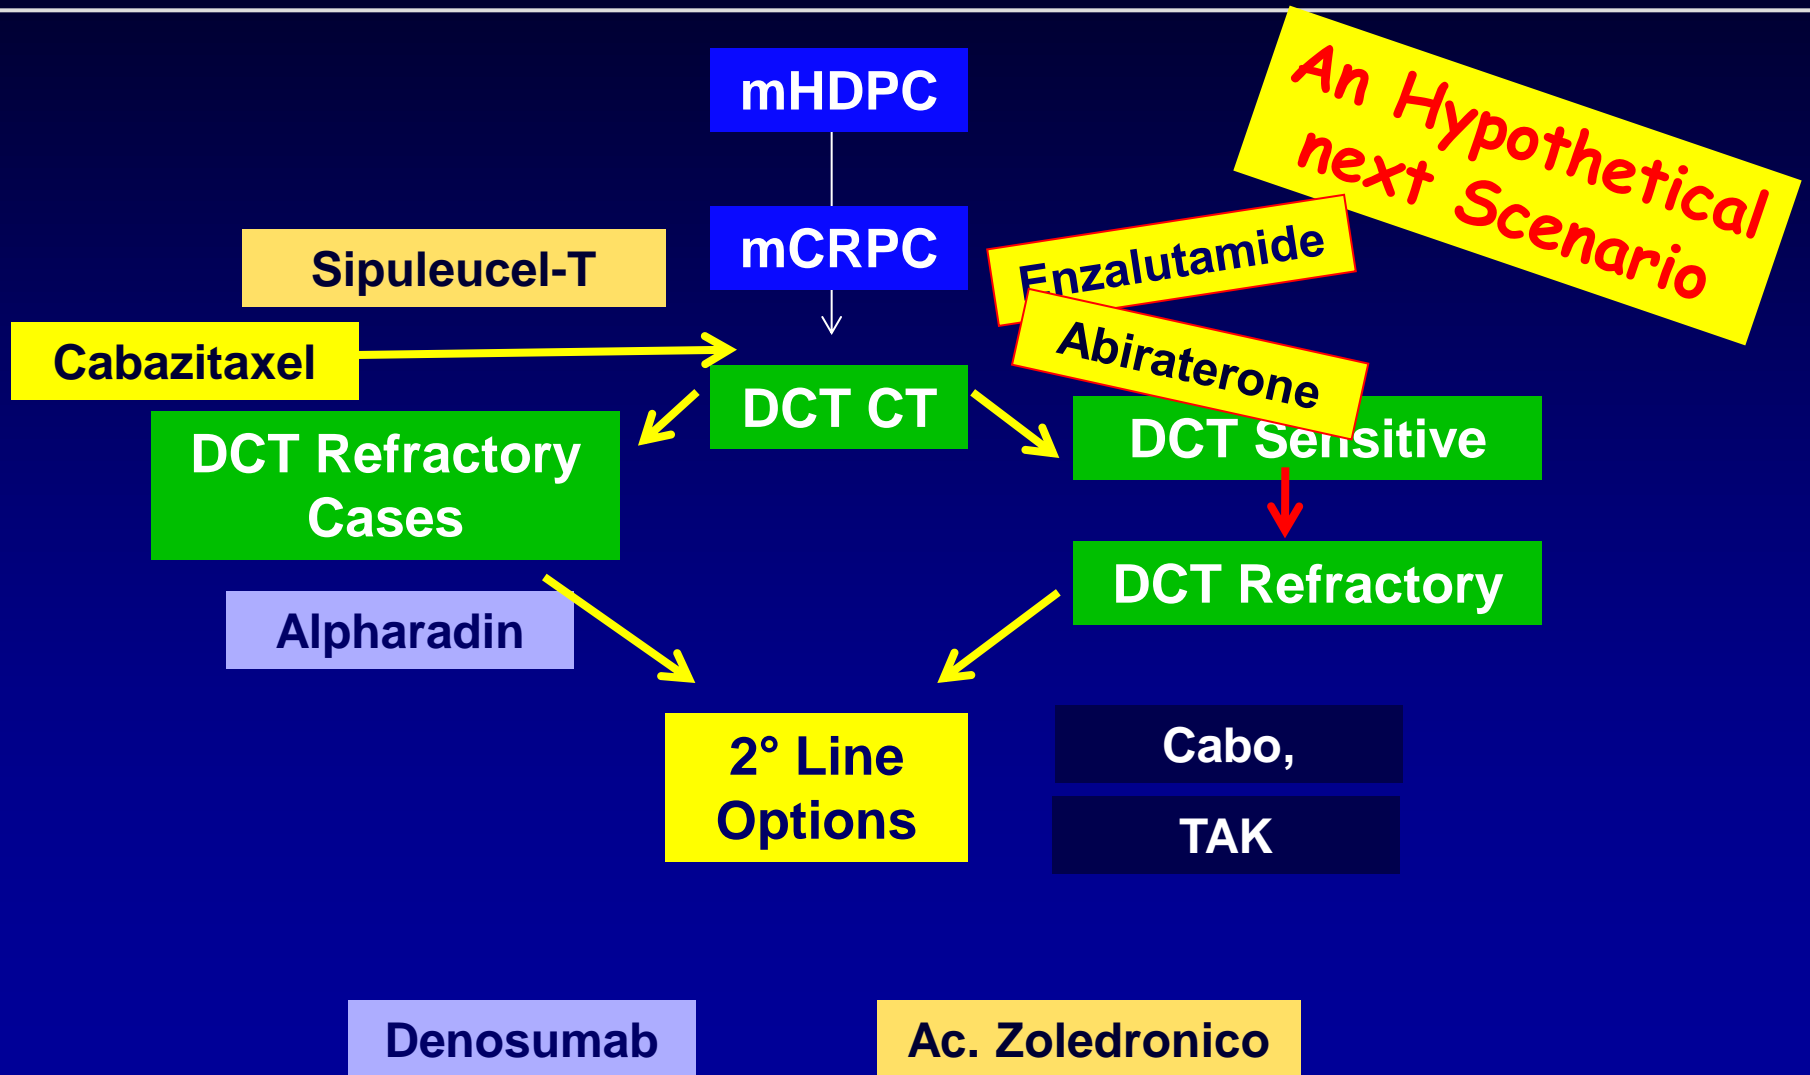 An Hypothetical
next Scenario
mHDPC
mCRPC
Enzalutamide
Sipuleucel-T
Abiraterone
Cabazitaxel
DCT CT
DCT Sensitive
DCT Refractory
Cases
DCT Refractory
Alpharadin
2° Line
Options
Cabo,
TAK
Denosumab
Ac. Zoledronico